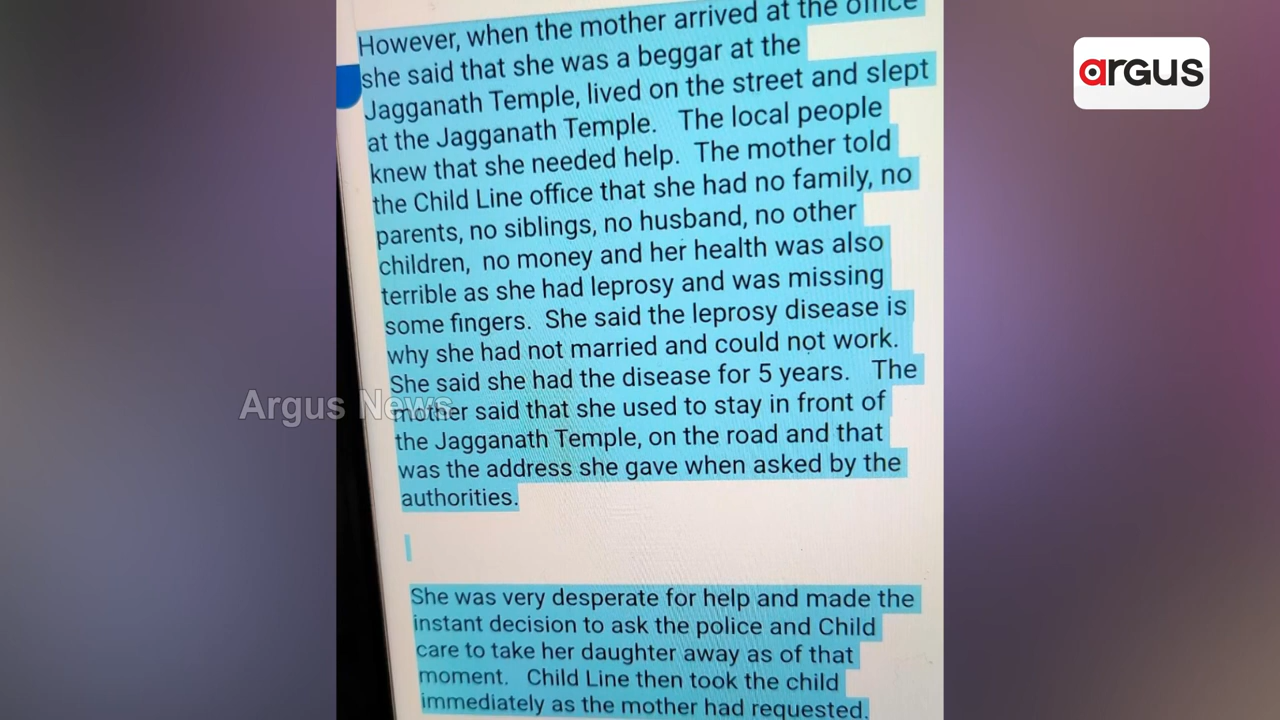 However, when the mother arrived at the office
she said that she was a beggar at the
Jagganath Temple, lived on the street and slept
at the Jagganath Temple. The local people
knew that she needed help. The mother told
the Child Line office that she had no family, no
parents, no siblings, no husband, no other
children, no money and her health was also
terrible as she had leprosy and was missing
some fingers. She said the leprosy disease is
why she had not married and could not work.
She said she had the disease for 5 years. The
mother said that she used to stay in front of
the Jagganath Temple, on the road and that
was the address she gave when asked by the
authorities.
She was very desperate for help and made the
instant decision to ask the police and Child
care to take her daughter away as of that
moment. Child Line then took the child
immediately as the mother had requested.
argus
Argus News